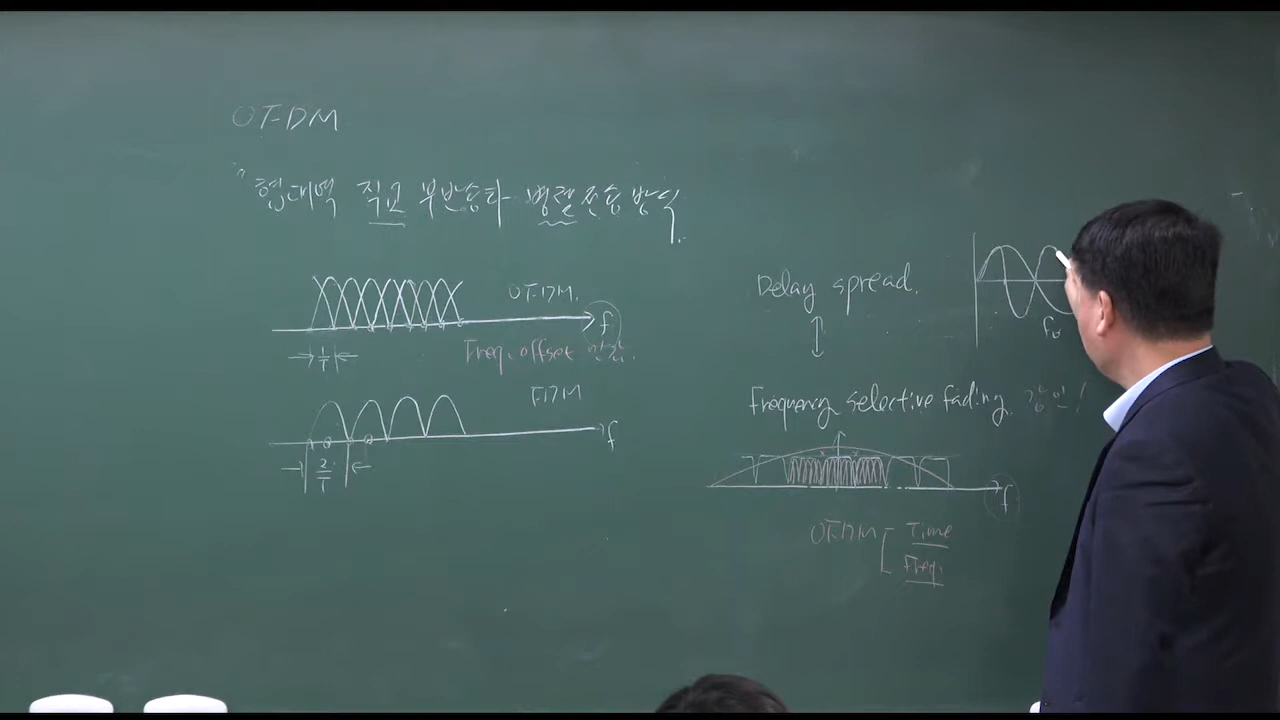 OFDM
"협대역 직교 부반송파 병렬전송방식.
OFDM.
f
1/T
Freq. offset 민감.
FDM
f
2/T
Delay spread.
↕
Frequency selective fading. 강인!
f
OFDM Time
Freq.
f₀